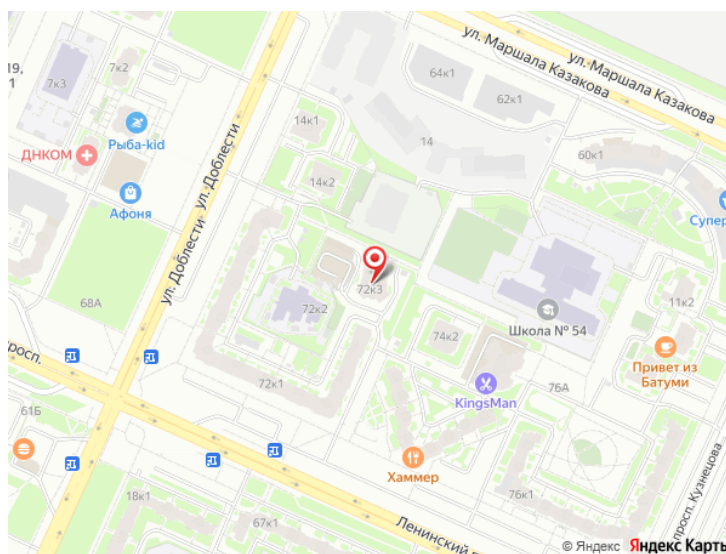 ул. Маршала Казакова
ул. Маршала Казакова
7к2
19,
1
7к3
64к1
62к1
Рыба-kid
14к1
14
ДНКОМ
ул. Доблести
60к1
14к2
Афоня
Супер
ул. Доблести
72к3
68А
72к2
11к2
Школа № 54
74к2
просп.
Привет из
Батуми
72к1
76А
KingsMan
61Б
Хаммер
просп. Кузнецова
18к1
76к1
67к1
Ленинский п
© Яндекс Яндекс Карты